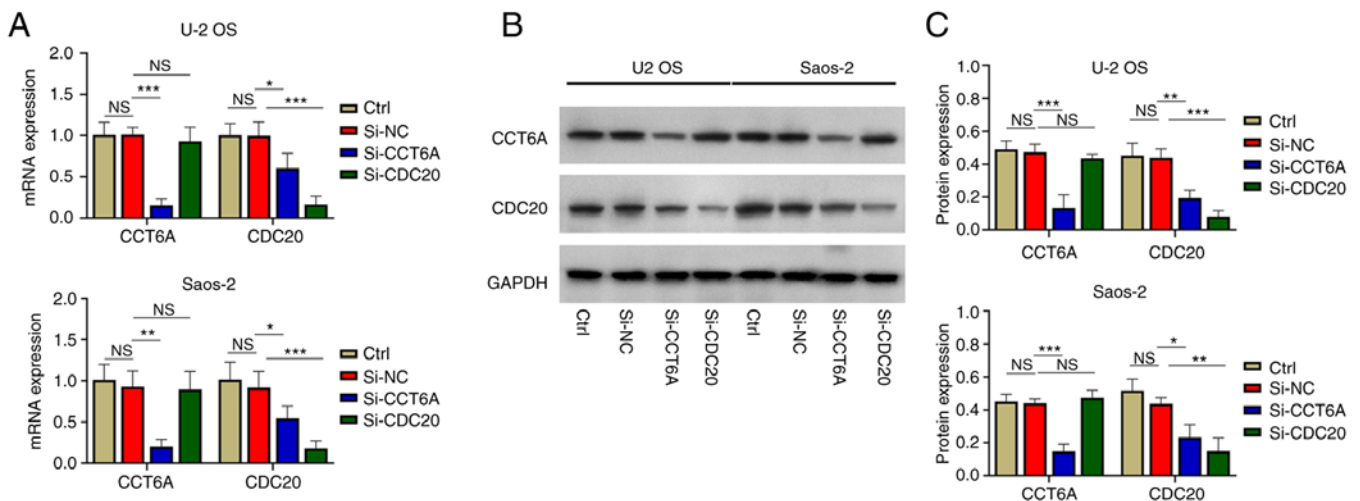 A
U-2 OS
mRNA expression
2.0
1.5
1.0
0.5
0.0
NS
***
NS
NS
*
***
CCT6A
CDC20
Ctrl
Si-NC
Si-CCT6A
Si-CDC20
Saos-2
mRNA expression
2.0
1.5
1.0
0.5
0.0
NS
**
NS
NS
*
***
CCT6A
CDC20
Ctrl
Si-NC
Si-CCT6A
Si-CDC20
B
U2 OS
Saos-2
CCT6A
CDC20
GAPDH
Ctrl
Si-NC
Si-CCT6A
Si-CDC20
Ctrl
Si-NC
Si-CCT6A
Si-CDC20
C
U-2 OS
Protein expression
1.0
0.8
0.6
0.4
0.2
0.0
***
NS
NS
**
NS
***
CCT6A
CDC20
Ctrl
Si-NC
Si-CCT6A
Si-CDC20
Saos-2
Protein expression
1.0
0.8
0.6
0.4
0.2
0.0
***
NS
NS
*
NS
**
CCT6A
CDC20
Ctrl
Si-NC
Si-CCT6A
Si-CDC20